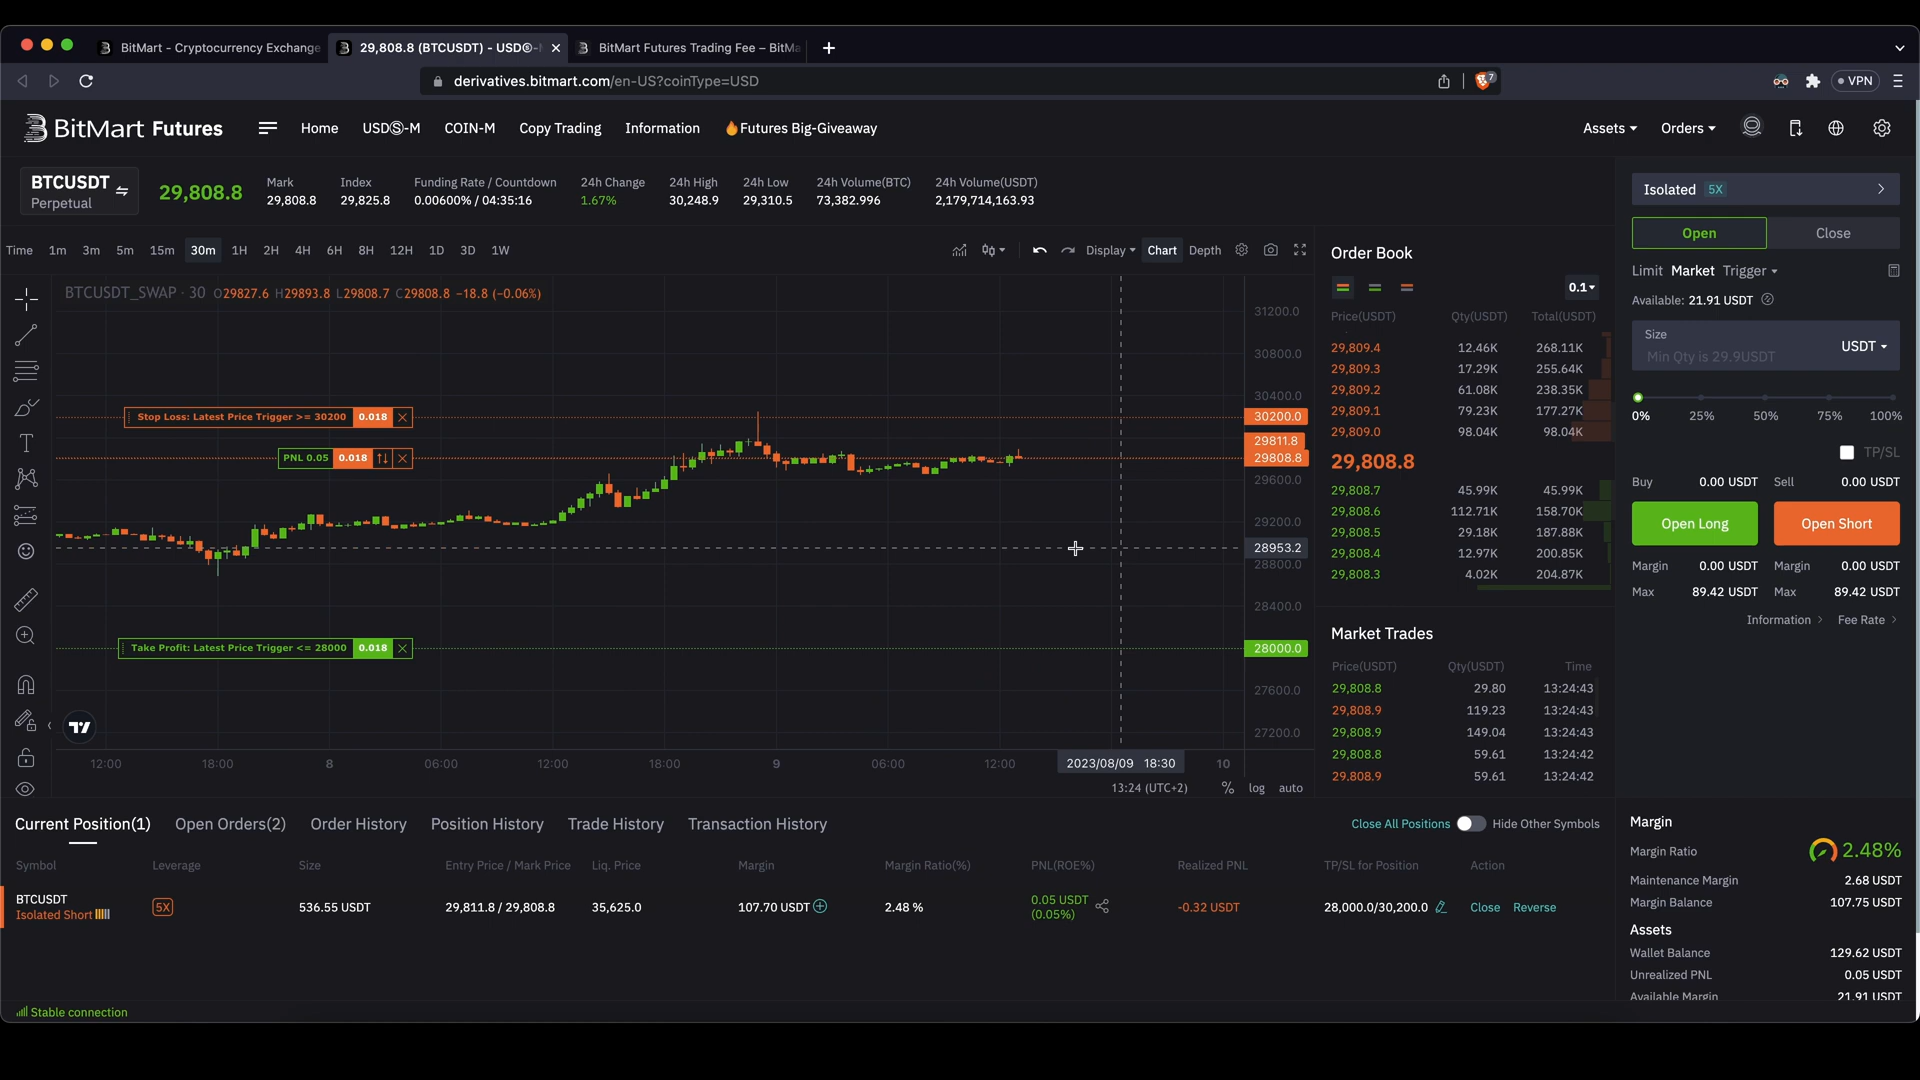 BitMart - Cryptocurrency Exchange
29,808.8 (BTCUSDT) - USDⓈ-
BitMart Futures Trading Fee – BitMa
derivatives.bitmart.com/en-US?coinType=USD
7
VPN
BitMart Futures
Home
USDⓈ-M
COIN-M
Copy Trading
Information
Futures Big-Giveaway
Assets
Orders
BTCUSDT
Perpetual
29,808.8
Mark
29,808.8
Index
29,825.8
Funding Rate / Countdown
0.00600% / 04:35:16
24h Change
1.67%
24h High
30,248.9
24h Low
29,310.5
24h Volume(BTC)
73,382.996
24h Volume(USDT)
2,179,714,163.93
Time 1m 3m 5m 15m 30m 1H 2H 4H 6H 8H 12H 1D 3D 1W
Display Chart Depth
BTCUSDT_SWAP · 30 O29827.6 H29893.8 L29808.7 C29808.8 −18.8 (−0.06%)
31200.0
30800.0
30400.0
Stop Loss: Latest Price Trigger >= 30200 0.018
30200.0
29811.8
PNL 0.05 0.018
29808.8
29600.0
29200.0
28953.2
28800.0
28400.0
Take Profit: Latest Price Trigger <= 28000 0.018
28000.0
27600.0
27200.0
12:00 18:00 8 06:00 12:00 18:00 9 06:00 12:00 2023/08/09 18:30 10
13:24 (UTC+2) % log auto
Order Book
0.1
Price(USDT) Qty(USDT) Total(USDT)
29,809.4 12.46K 268.11K
29,809.3 17.29K 255.64K
29,809.2 61.08K 238.35K
29,809.1 79.23K 177.27K
29,809.0 98.04K 98.04K
29,808.8
29,808.7 45.99K 45.99K
29,808.6 112.71K 158.70K
29,808.5 29.18K 187.88K
29,808.4 12.97K 200.85K
29,808.3 4.02K 204.87K
Market Trades
Price(USDT) Qty(USDT) Time
29,808.8 29.80 13:24:43
29,808.9 119.23 13:24:43
29,808.9 149.04 13:24:43
29,808.8 59.61 13:24:42
29,808.9 59.61 13:24:42
Isolated 5X
Open Close
Limit Market Trigger
Available: 21.91 USDT
Size
Min Qty is 29.9USDT
USDT
0% 25% 50% 75% 100%
TP/SL
Buy 0.00 USDT Sell 0.00 USDT
Open Long Open Short
Margin 0.00 USDT Margin 0.00 USDT
Max 89.42 USDT Max 89.42 USDT
Information Fee Rate
Current Position(1) Open Orders(2) Order History Position History Trade History Transaction History
Close All Positions Hide Other Symbols
Symbol Leverage Size Entry Price / Mark Price Liq. Price Margin Margin Ratio(%) PNL(ROE%) Realized PNL TP/SL for Position Action
BTCUSDT
Isolated Short
5X 536.55 USDT 29,811.8 / 29,808.8 35,625.0 107.70 USDT 2.48 %
0.05 USDT
(0.05%)
-0.32 USDT 28,000.0/30,200.0 Close Reverse
Margin
Margin Ratio 2.48%
Maintenance Margin 2.68 USDT
Margin Balance 107.75 USDT
Assets
Wallet Balance 129.62 USDT
Unrealized PNL 0.05 USDT
Available Margin 21.91 USDT
Stable connection